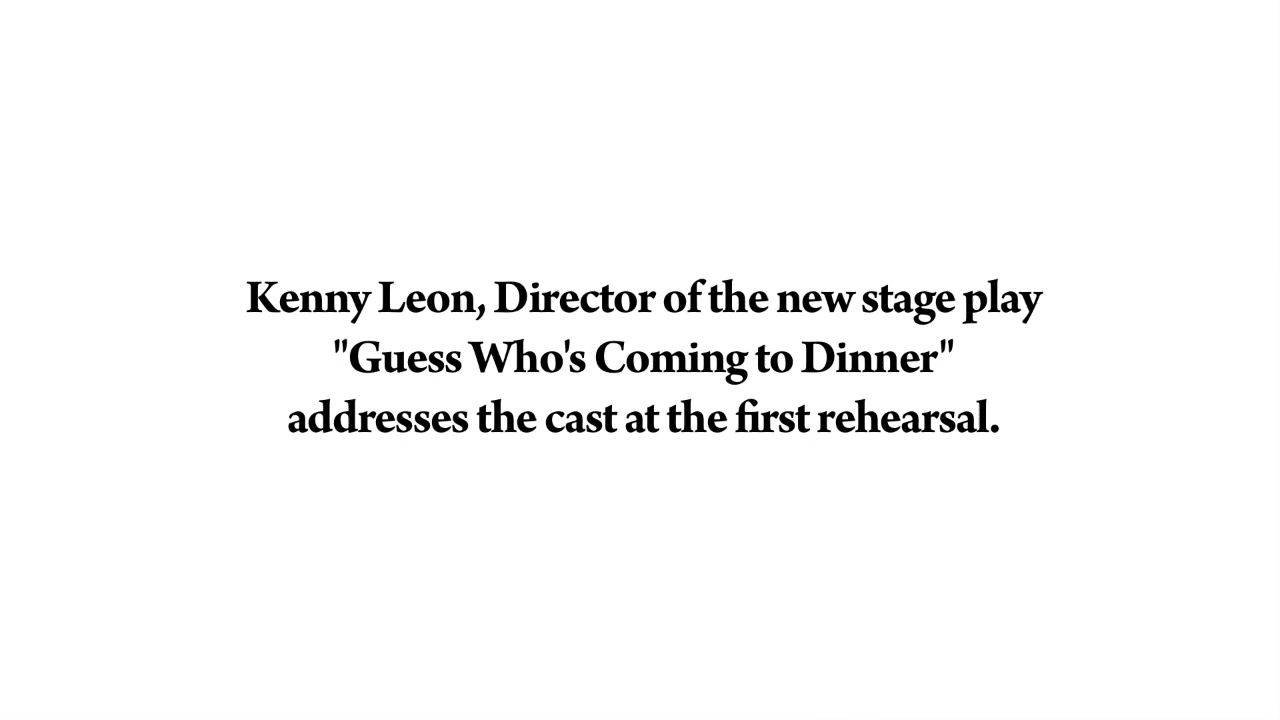 Kenny Leon, Director of the new stage play
"Guess Who's Coming to Dinner"
addresses the cast at the first rehearsal.